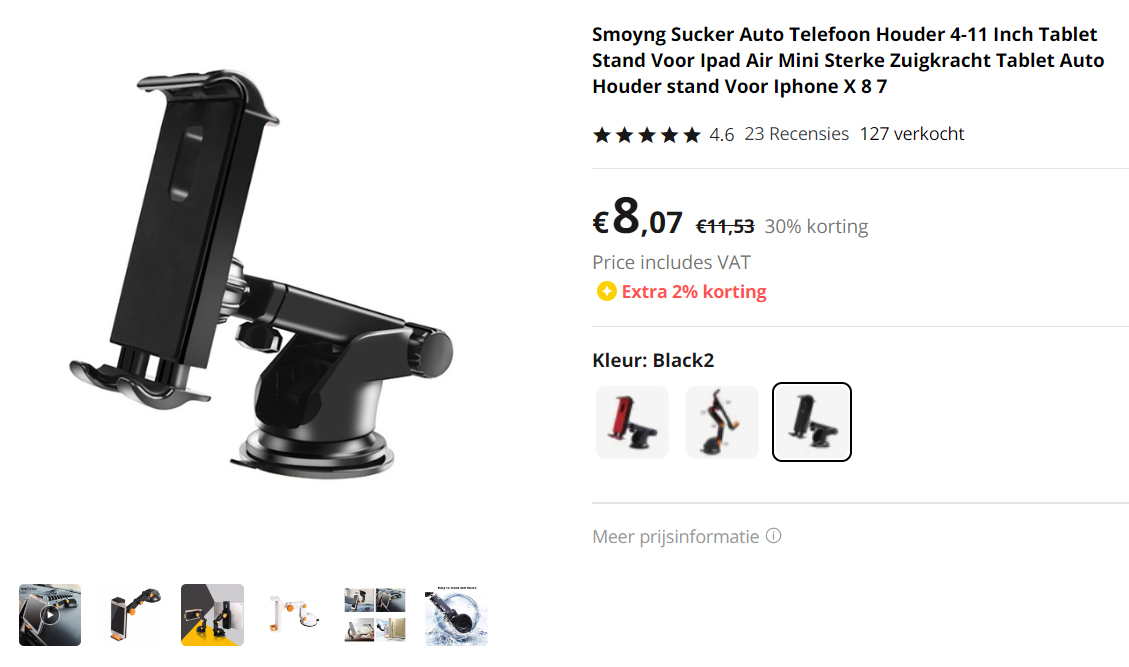 Smoyng Sucker Auto Telefoon Houder 4-11 Inch Tablet
Stand Voor Ipad Air Mini Sterke Zuigkracht Tablet Auto
Houder stand Voor Iphone X 8 7
4.6 23 Recensies 127 verkocht
€8,07 €11,53 30% korting
Price includes VAT
Extra 2% korting
Kleur: Black2
Meer prijsinformatie